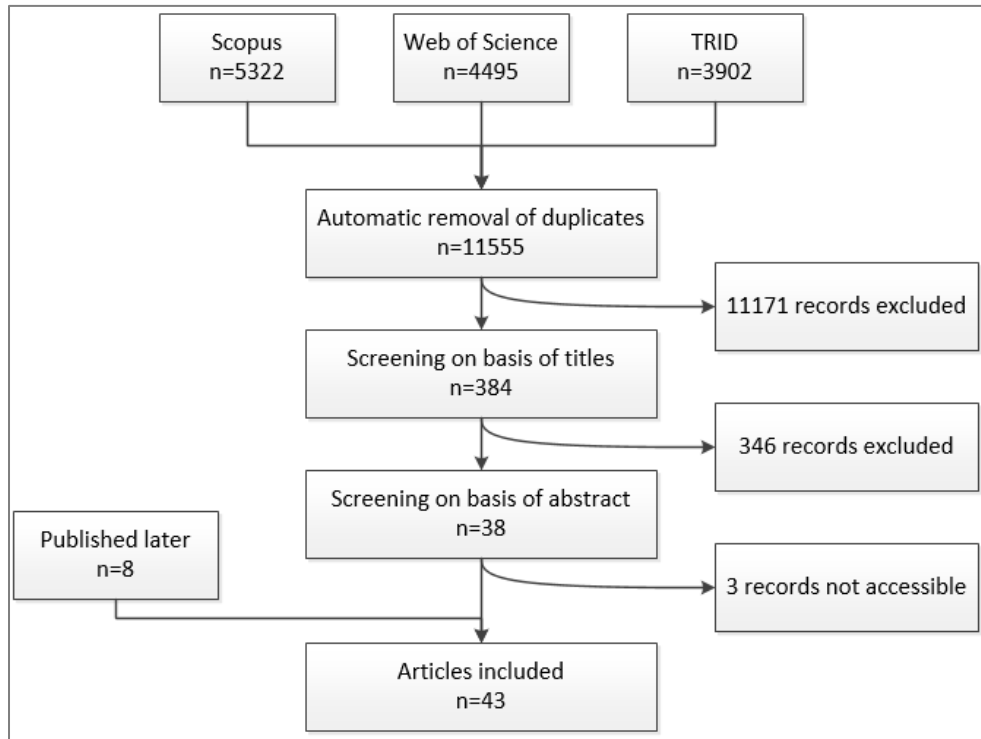 Scopus
n=5322
Web of Science
n=4495
TRID
n=3902
Automatic removal of duplicates
n=11555
11171 records excluded
Screening on basis of titles
n=384
346 records excluded
Screening on basis of abstract
n=38
Published later
n=8
3 records not accessible
Articles included
n=43